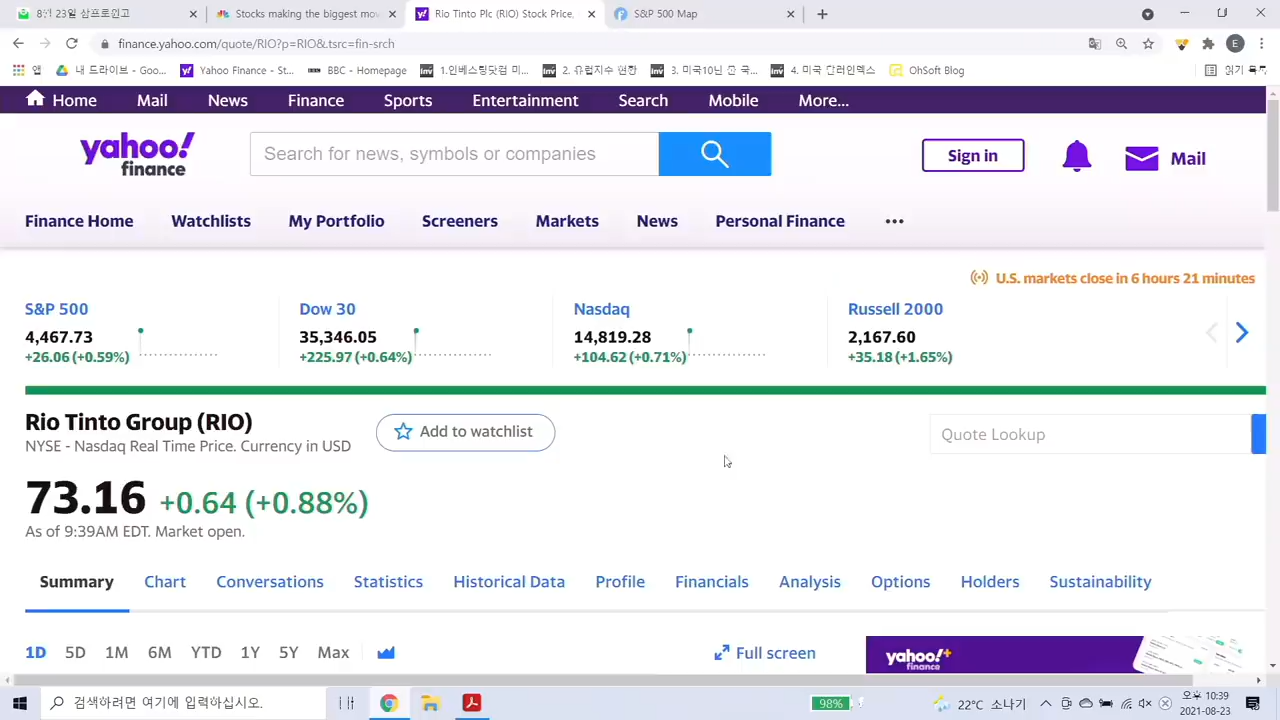 8월 23일 삼프로원고
Stocks making the biggest mov
Rio Tinto Plc (RIO) Stock Price,
S&P 500 Map
finance.yahoo.com/quote/RIO?p=RIO&.tsrc=fin-srch
E
앱
내 드라이브 - Goo...
Yahoo Finance - St...
BBC - Homepage
1.인베스팅닷컴 미...
2. 유럽지수 현황
3. 미국10년 준 국...
4. 미국 달러인덱스
OhSoft Blog
읽기 목록
Home Mail News Finance Sports Entertainment Search Mobile More...
yahoo!
finance
Search for news, symbols or companies
Sign in
Mail
Finance Home Watchlists My Portfolio Screeners Markets News Personal Finance •••
U.S. markets close in 6 hours 21 minutes
S&P 500
4,467.73
+26.06 (+0.59%)
Dow 30
35,346.05
+225.97 (+0.64%)
Nasdaq
14,819.28
+104.62 (+0.71%)
Russell 2000
2,167.60
+35.18 (+1.65%)
Rio Tinto Group (RIO)
NYSE - Nasdaq Real Time Price. Currency in USD
Add to watchlist
Quote Lookup
73.16 +0.64 (+0.88%)
As of 9:39AM EDT. Market open.
Summary Chart Conversations Statistics Historical Data Profile Financials Analysis Options Holders Sustainability
1D 5D 1M 6M YTD 1Y 5Y Max
Full screen
yahoo!+
finance
검색하려면 여기에 입력하십시오.
98%
22°C 소나기
오후 10:39
2021-08-23